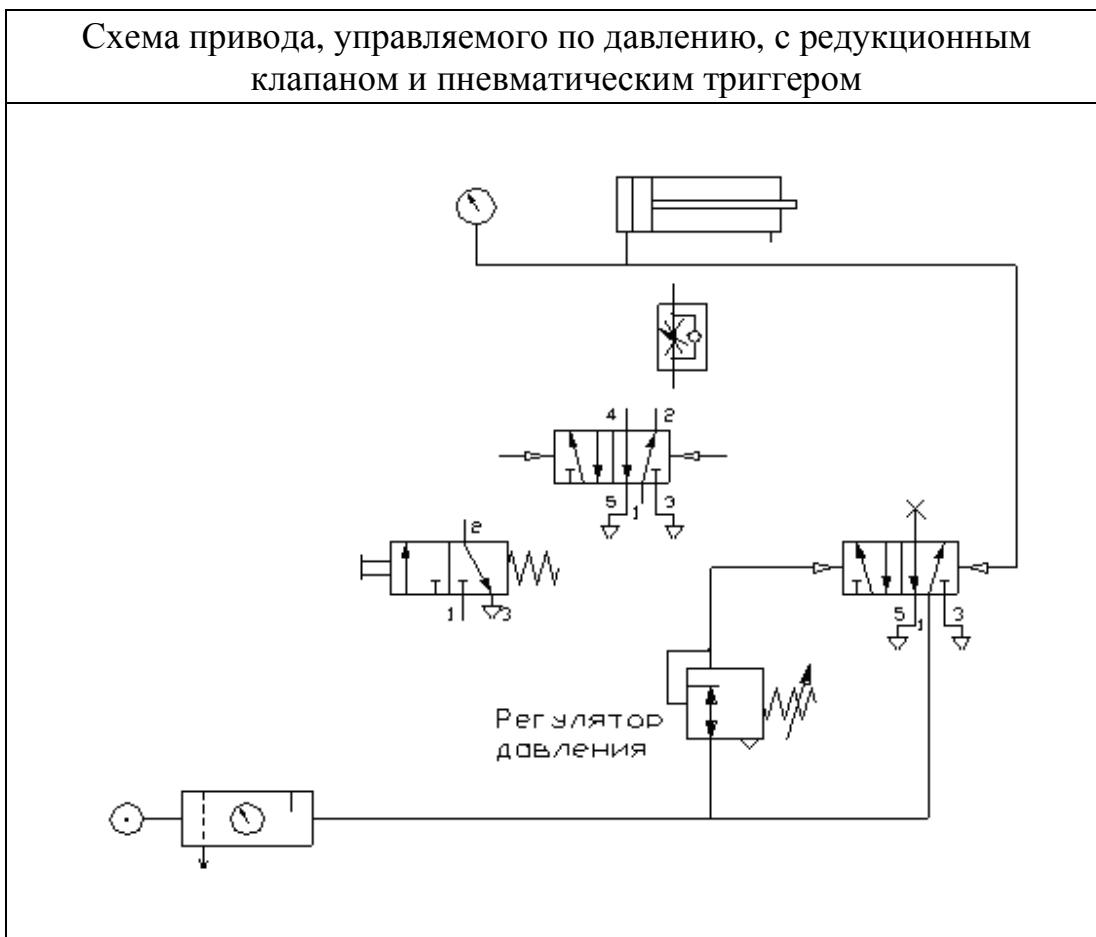 Схема привода, управляемого по давлению, с редукционным
клапаном и пневматическим триггером
4 2
5 1 3
2
1 3
5 1 3
Регулятор
давления